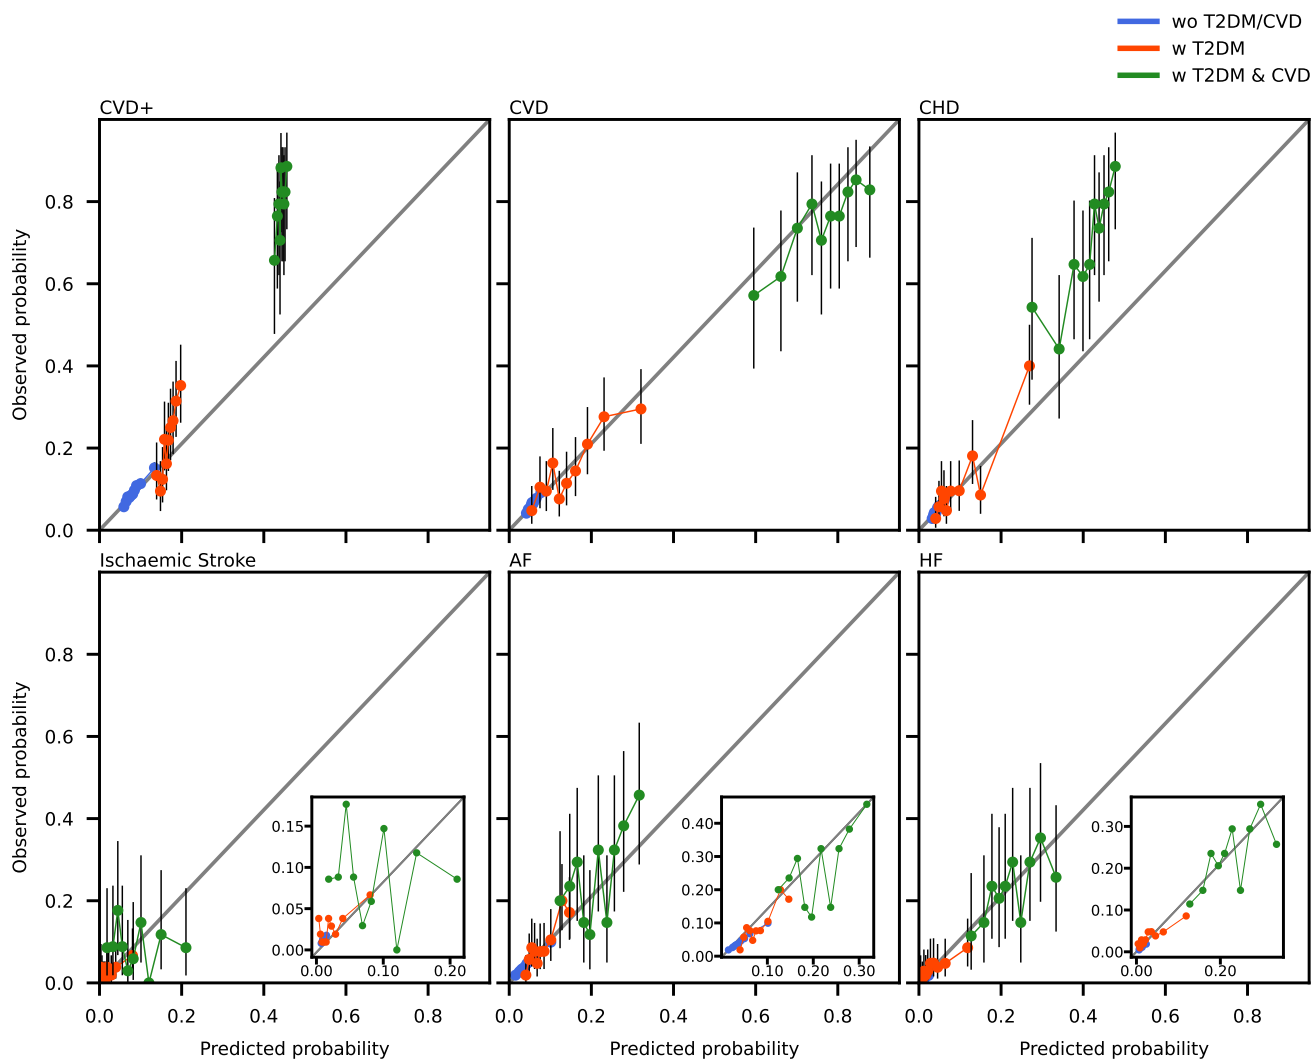 wo T2DM/CVD
w T2DM
w T2DM & CVD
CVD+
CVD
CHD
Observed probability
0.8
0.6
0.4
0.2
0.0
Ischaemic Stroke
AF
HF
Observed probability
0.8
0.6
0.4
0.2
0.0
0.15
0.10
0.05
0.00
0.00 0.10 0.20
0.40
0.30
0.20
0.10
0.00
0.10 0.20 0.30
0.30
0.20
0.10
0.00
0.00 0.20
0.0 0.2 0.4 0.6 0.8
0.0 0.2 0.4 0.6 0.8
0.0 0.2 0.4 0.6 0.8
Predicted probability
Predicted probability
Predicted probability